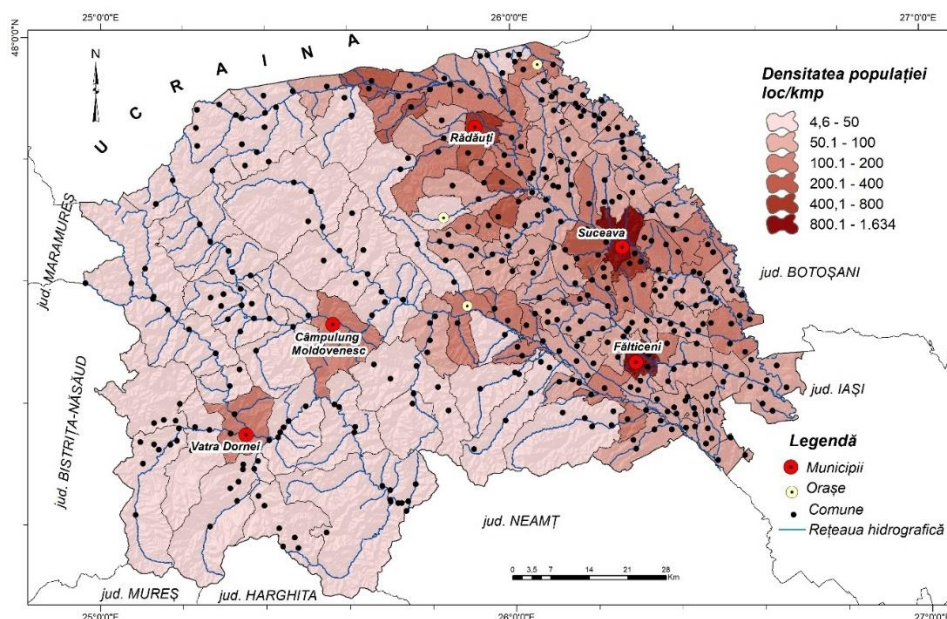 25°0'0"E
26°0'0"E
27°0'0"E
48°0'0"N
N
UCRAINA
Densitatea populației
loc/kmp
4,6 - 50
50.1 - 100
100.1 - 200
200.1 - 400
400,1 - 800
800.1 - 1.634
Rădăuți
Suceava
jud. MARAMUREȘ
jud. BOTOȘANI
Câmpulung
Moldovenesc
Fălticeni
jud. IAȘI
jud. BISTRIȚA-NĂSĂUD
Vatra Dornei
Legendă
Municipii
Orașe
Comune
Rețeaua hidrografică
jud. NEAMȚ
0 3,5 7 14 21 28
Km
jud. MUREȘ
jud. HARGHITA
25°0'0"E
26°0'0"E
27°0'0"E